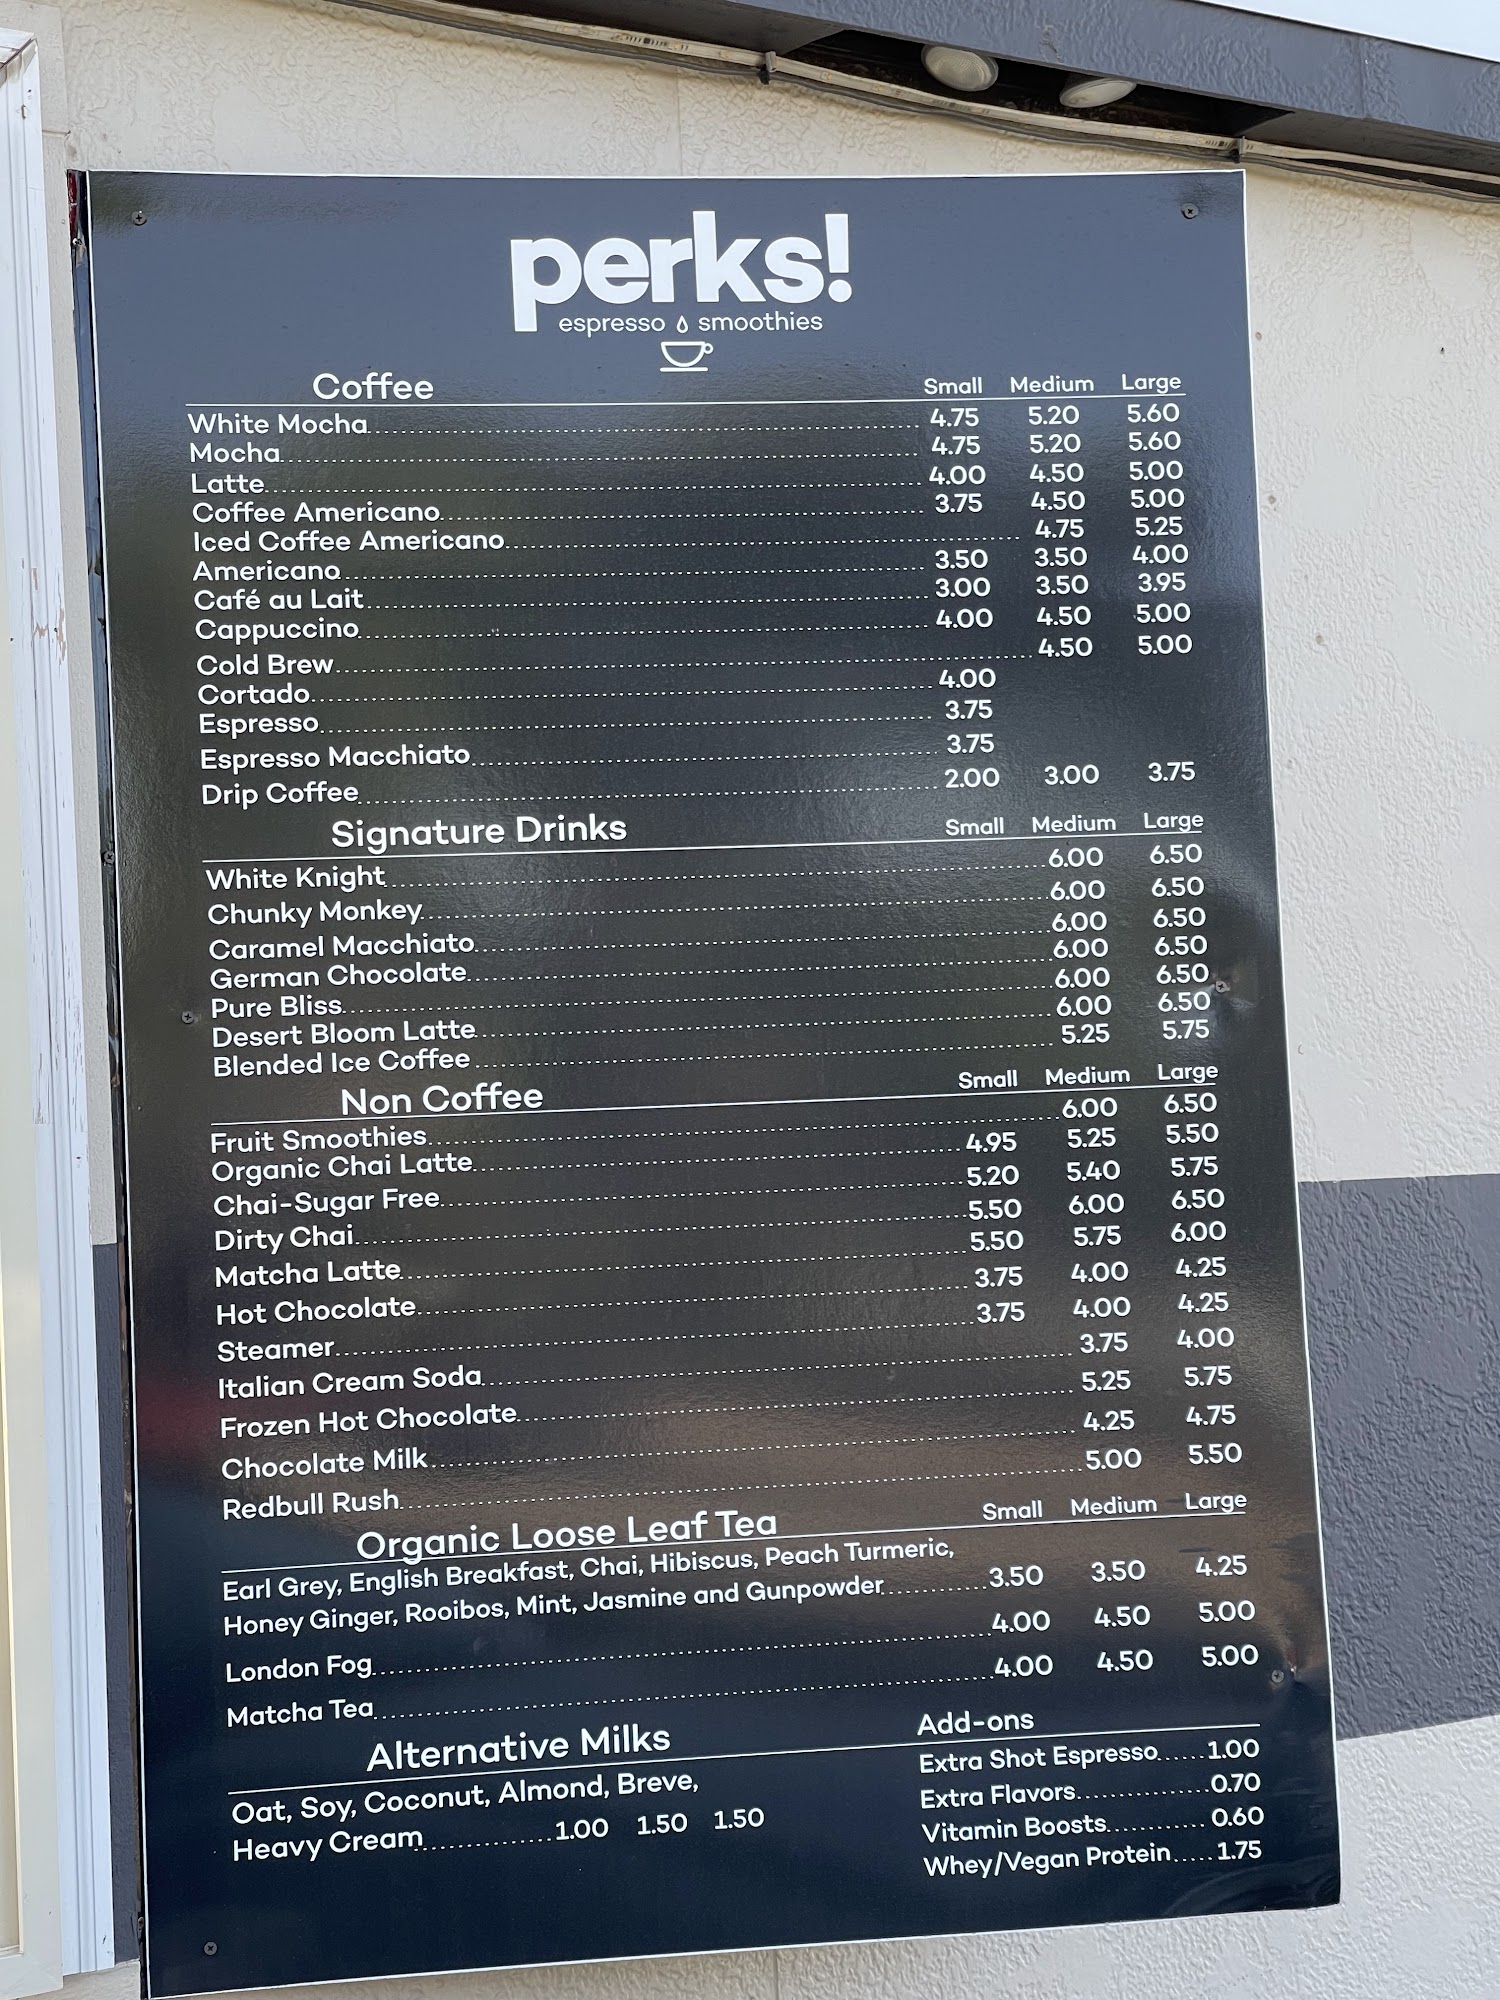 perks!
espresso smoothies
Coffee Small Medium Large
White Mocha 4.75 5.20 5.60
Mocha 4.75 5.20 5.60
Latte 4.00 4.50 5.00
Coffee Americano 3.75 4.50 5.00
Iced Coffee Americano 4.75 5.25
Americano 3.50 3.50 4.00
Café au Lait 3.00 3.50 3.95
Cappuccino 4.00 4.50 5.00
Cold Brew 4.50 5.00
Cortado 4.00
Espresso 3.75
Espresso Macchiato 3.75
Drip Coffee 2.00 3.00 3.75
Signature Drinks Small Medium Large
White Knight 6.00 6.50
Chunky Monkey 6.00 6.50
Caramel Macchiato 6.00 6.50
German Chocolate 6.00 6.50
Pure Bliss 6.00 6.50
Desert Bloom Latte 6.00 6.50
Blended Ice Coffee 5.25 5.75
Non Coffee Small Medium Large
Fruit Smoothies 6.00 6.50
Organic Chai Latte 4.95 5.25 5.50
Chai-Sugar Free 5.20 5.40 5.75
Dirty Chai 5.50 6.00 6.50
Matcha Latte 5.50 5.75 6.00
Hot Chocolate 3.75 4.00 4.25
Steamer 3.75 4.00 4.25
Italian Cream Soda 3.75 4.00
Frozen Hot Chocolate 5.25 5.75
Chocolate Milk 4.25 4.75
Redbull Rush 5.00 5.50
Organic Loose Leaf Tea Small Medium Large
Earl Grey, English Breakfast, Chai, Hibiscus, Peach Turmeric,
Honey Ginger, Rooibos, Mint, Jasmine and Gunpowder 3.50 3.50 4.25
London Fog 4.00 4.50 5.00
Matcha Tea 4.00 4.50 5.00
Alternative Milks
Oat, Soy, Coconut, Almond, Breve,
Heavy Cream 1.00 1.50 1.50
Add-ons
Extra Shot Espresso 1.00
Extra Flavors 0.70
Vitamin Boosts 0.60
Whey/Vegan Protein 1.75